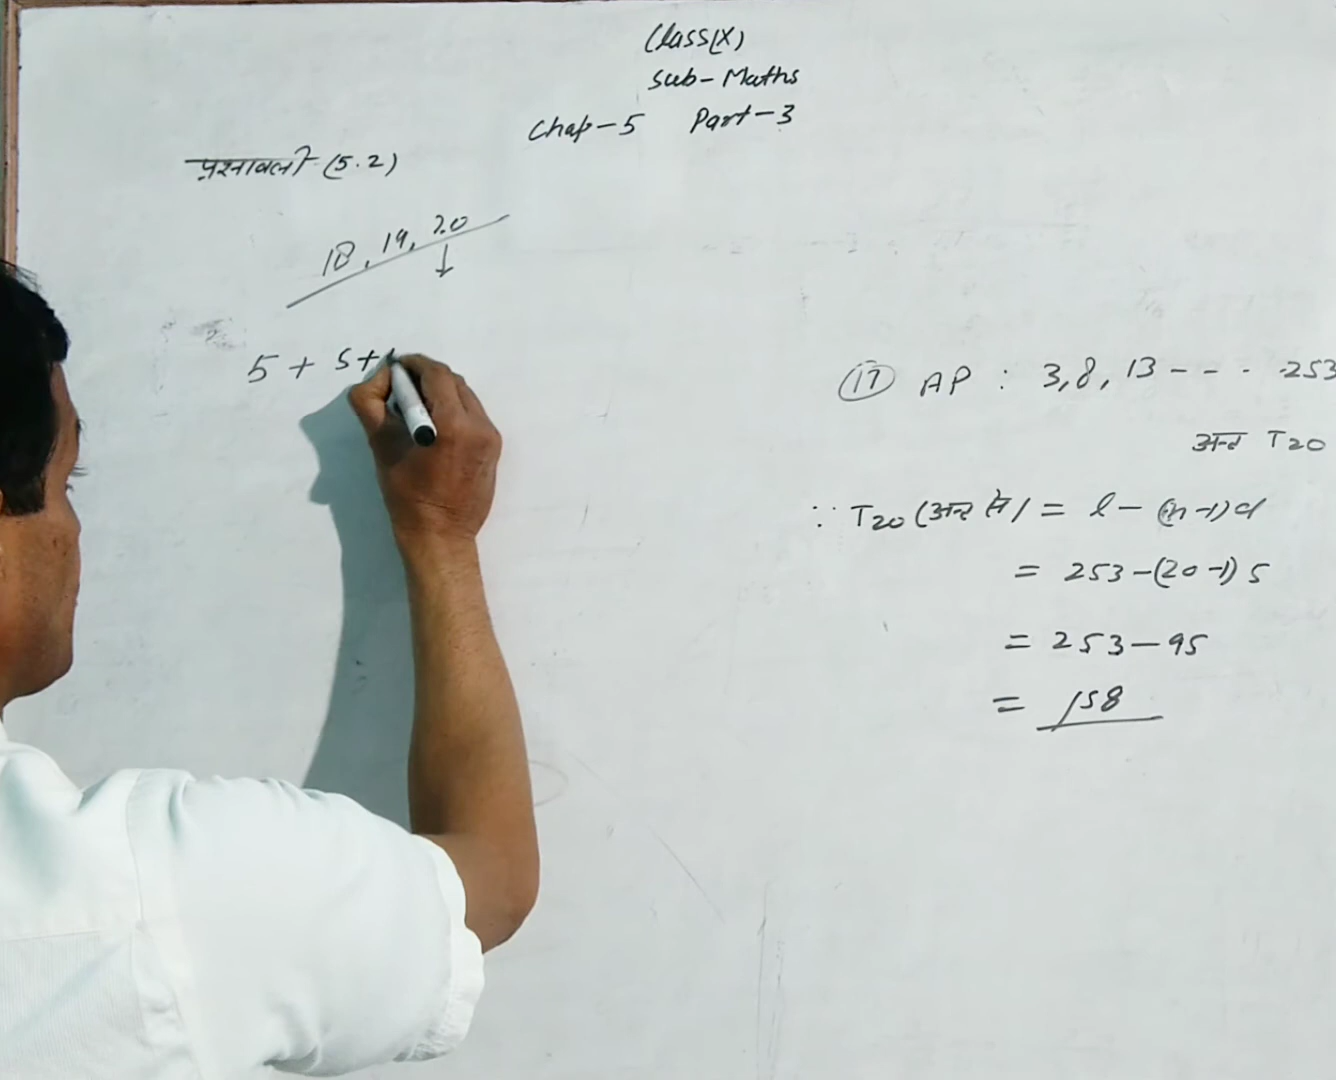 Class(X)
Sub-Maths
Chap-5 Part-3
प्रश्नावली (5.2)
18, 19, 20
↓
5 + 5+
(17) AP : 3, 8, 13 - - - . 253
अन्त T20
∵ T20 (अन्त से) = l - (n-1)d
= 253-(20-1) 5
= 253-95
= 158